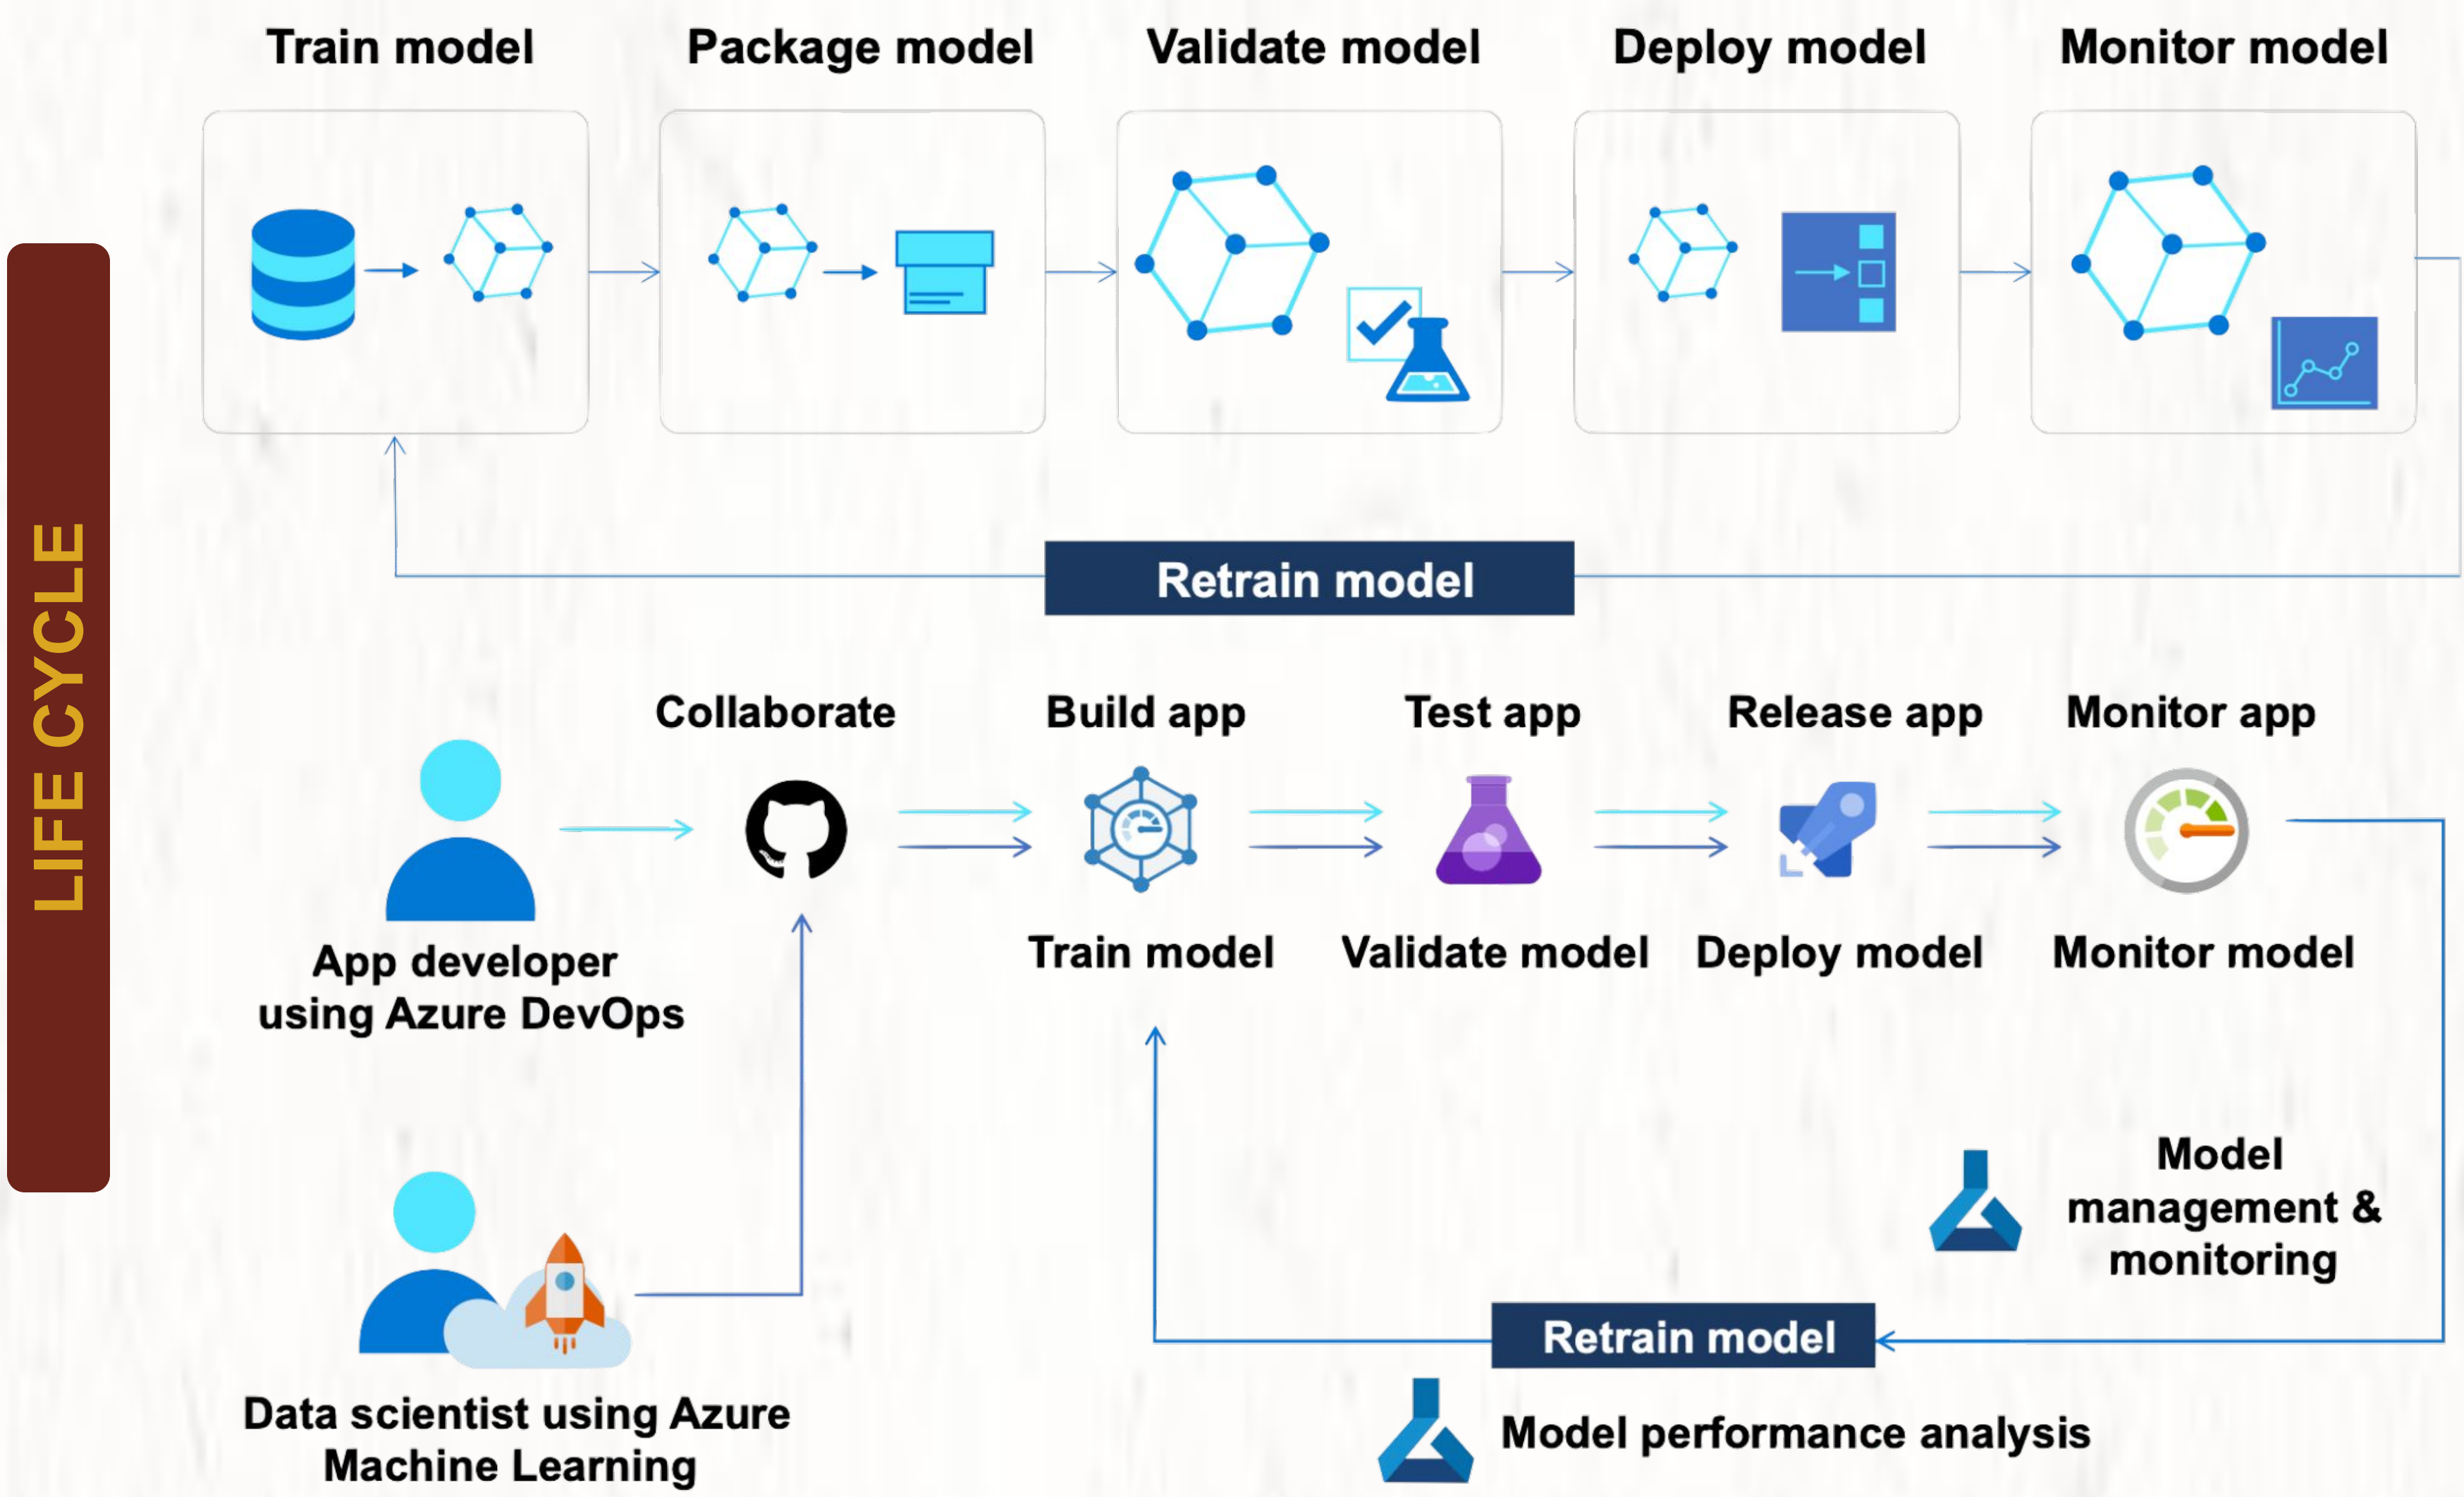 Train model
Package model
Validate model
Deploy model
Monitor model
LIFE CYCLE
Retrain model
Collaborate
Build app
Test app
Release app
Monitor app
App developer
using Azure DevOps
Train model
Validate model
Deploy model
Monitor model
Model
management &
monitoring
Retrain model
Data scientist using Azure
Machine Learning
Model performance analysis